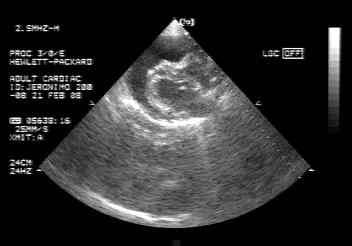 2.5MHZ-M
PROC 3/0/E
HEWLETT-PACKARD
LGC OFF
ADULT CARDIAC
ID:JERONIMO 200
-08 21 FEB 08
05638:16
25MM/S
XMIT:A
24CM
24HZ